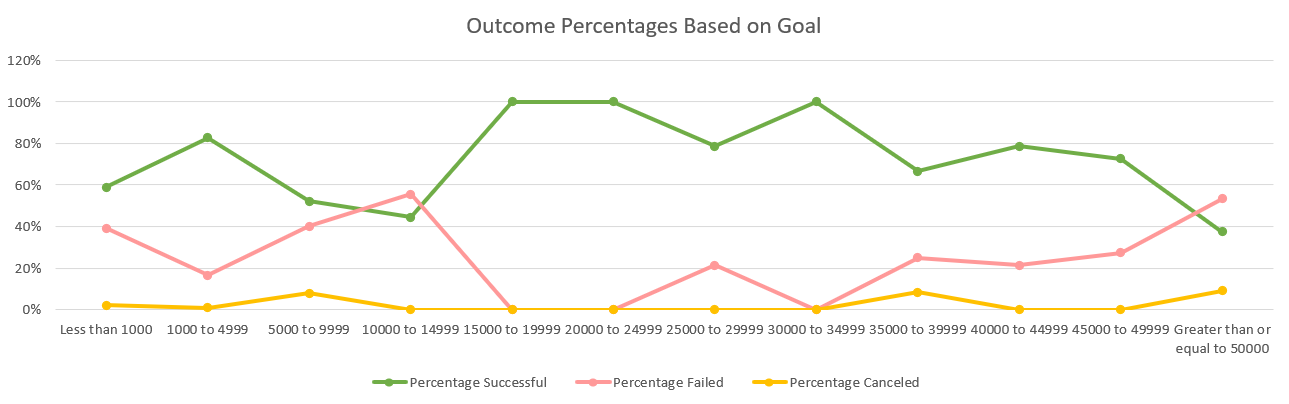 Outcome Percentages Based on Goal
120%
100%
80%
60%
40%
20%
0%
Less than 1000 1000 to 4999 5000 to 9999 10000 to 14999 15000 to 19999 20000 to 24999 25000 to 29999 30000 to 34999 35000 to 39999 40000 to 44999 45000 to 49999 Greater than or
equal to 50000
Percentage Successful Percentage Failed Percentage Canceled